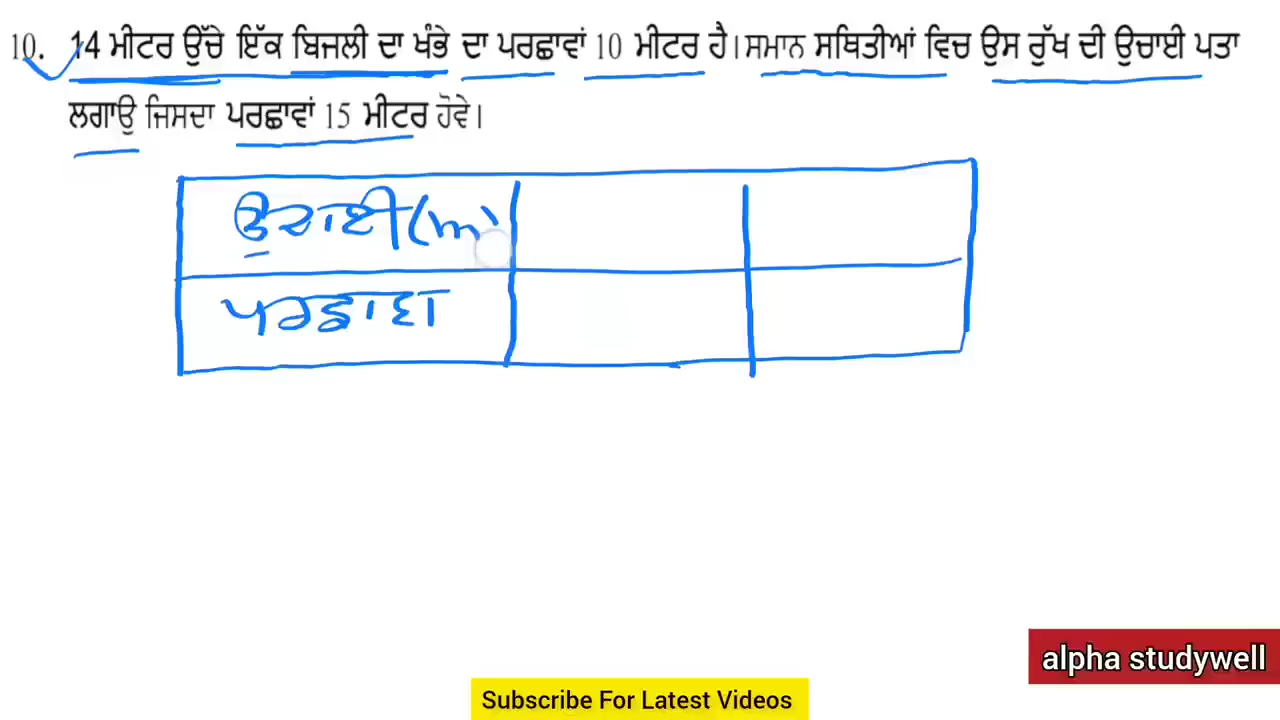 10. 14 ਮੀਟਰ ਉੱਚੇ ਇੱਕ ਬਿਜਲੀ ਦਾ ਖੰਭੇ ਦਾ ਪਰਛਾਵਾਂ 10 ਮੀਟਰ ਹੈ।ਸਮਾਨ ਸਥਿਤੀਆਂ ਵਿਚ ਉਸ ਰੁੱਖ ਦੀ ਉਚਾਈ ਪਤਾ
ਲਗਾਉ ਜਿਸਦਾ ਪਰਛਾਵਾਂ 15 ਮੀਟਰ ਹੋਵੇ।
ਉਚਾਈ (m)
ਪਰਛਾਵਾ
alpha studywell
Subscribe For Latest Videos